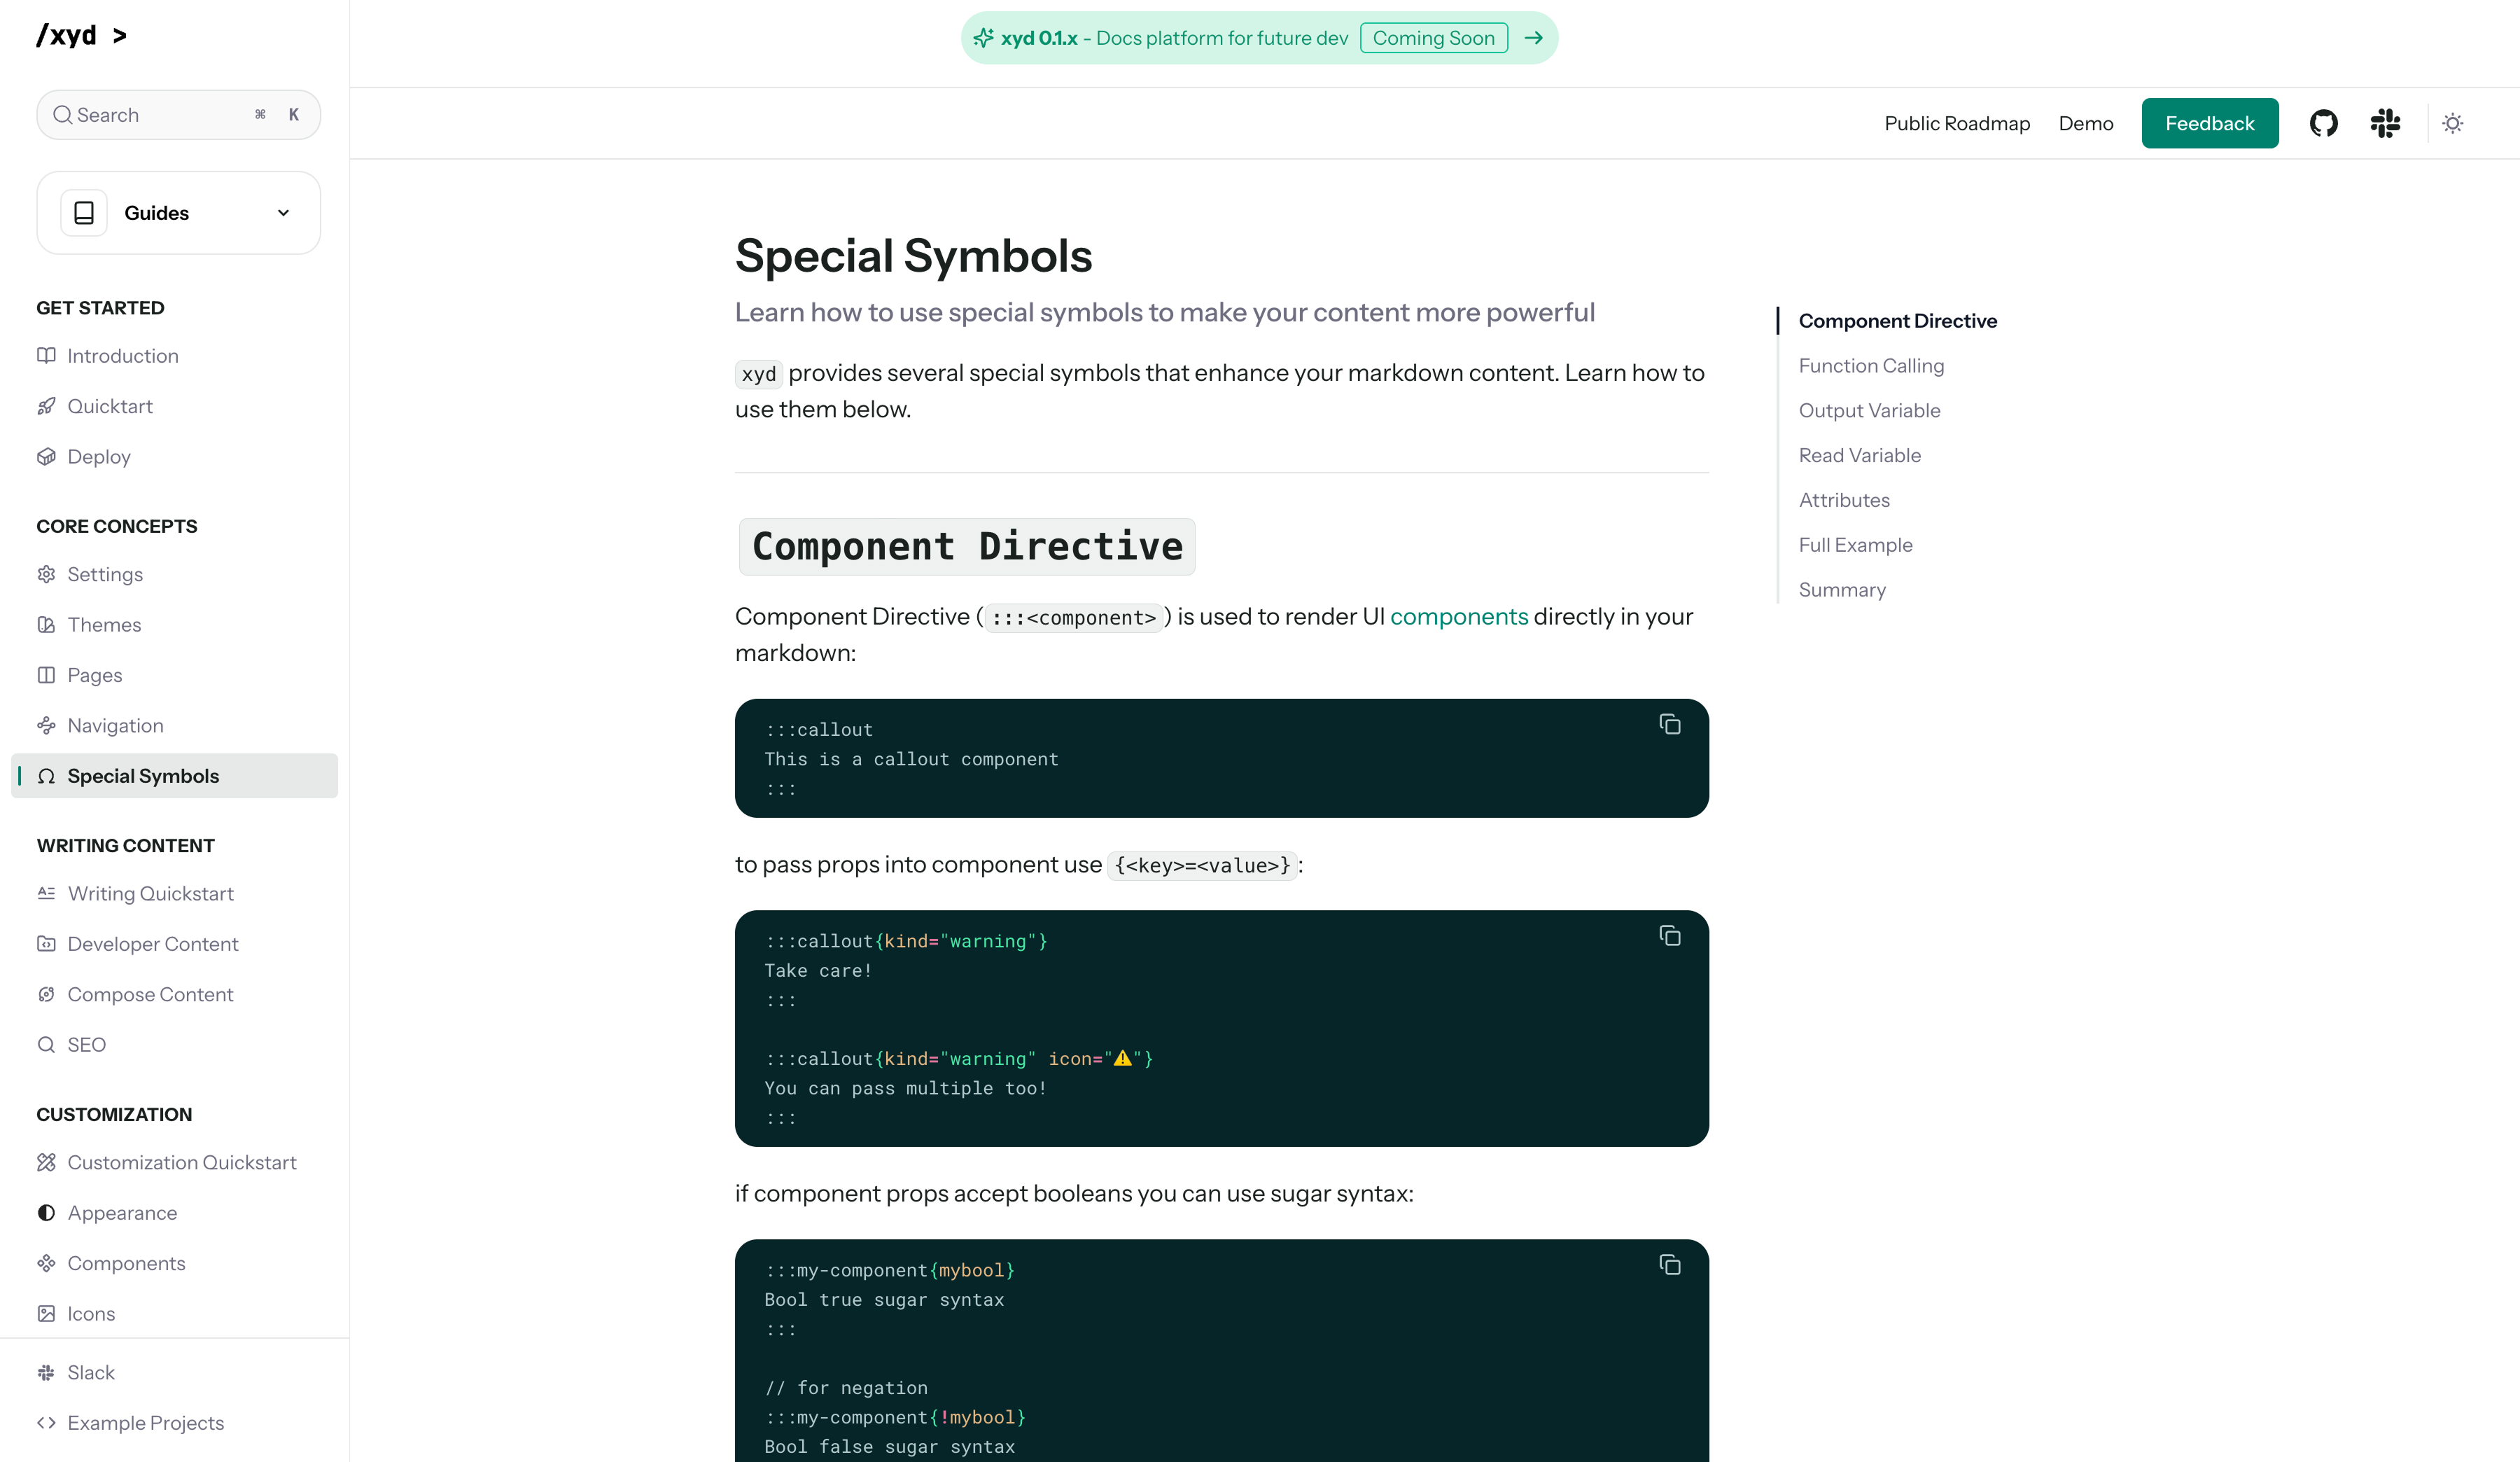 /xyd >
xyd 0.1.x - Docs platform for future dev Coming Soon →
Search ⌘ K
Public Roadmap Demo Feedback
Guides
GET STARTED
Introduction
Quicktart
Deploy
CORE CONCEPTS
Settings
Themes
Pages
Navigation
Special Symbols
WRITING CONTENT
Writing Quickstart
Developer Content
Compose Content
SEO
CUSTOMIZATION
Customization Quickstart
Appearance
Components
Icons
Slack
Example Projects
Special Symbols
Learn how to use special symbols to make your content more powerful
xyd provides several special symbols that enhance your markdown content. Learn how to
use them below.
Component Directive
Component Directive (:::<component>) is used to render UI components directly in your
markdown:
:::callout
This is a callout component
:::
to pass props into component use {<key>=<value>}:
:::callout{kind="warning"}
Take care!
:::
:::callout{kind="warning" icon="⚠️"}
You can pass multiple too!
:::
if component props accept booleans you can use sugar syntax:
:::my-component{mybool}
Bool true sugar syntax
:::
// for negation
:::my-component{!mybool}
Bool false sugar syntax
Component Directive
Function Calling
Output Variable
Read Variable
Attributes
Full Example
Summary